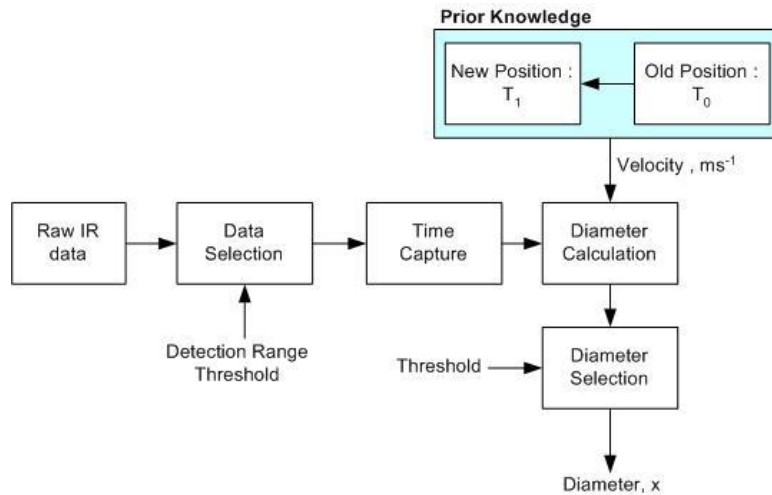 Prior Knowledge
New Position :
T₁
Old Position :
T₀
Velocity , ms⁻¹
Raw IR
data
Data
Selection
Time
Capture
Diameter
Calculation
Detection Range
Threshold
Threshold
Diameter
Selection
Diameter, x